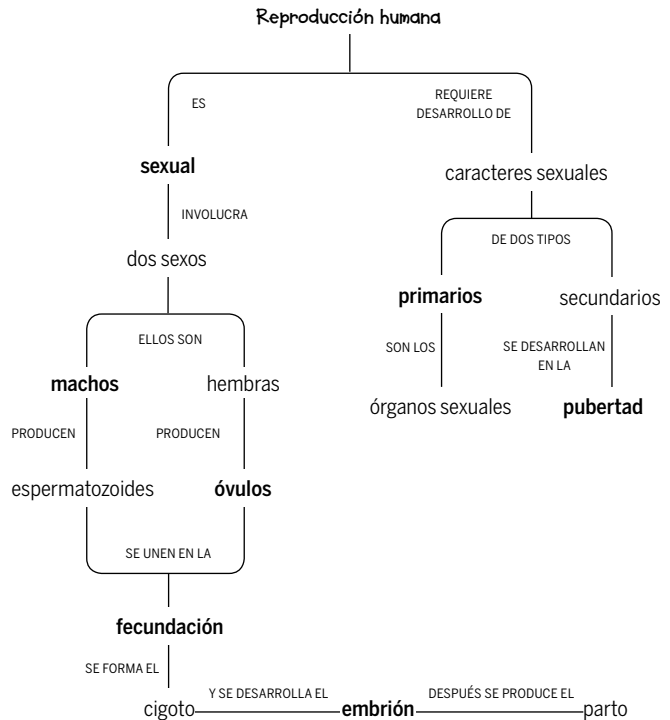 Reproducción humana
ES
REQUIERE
DESARROLLO DE
sexual
caracteres sexuales
INVOLUCRA
DE DOS TIPOS
dos sexos
primarios
secundarios
ELLOS SON
SON LOS
SE DESARROLLAN
EN LA
machos
hembras
órganos sexuales
pubertad
PRODUCEN
PRODUCEN
espermatozoides
óvulos
SE UNEN EN LA
fecundación
SE FORMA EL
cigoto
Y SE DESARROLLA EL
embrión
DESPUÉS SE PRODUCE EL
parto